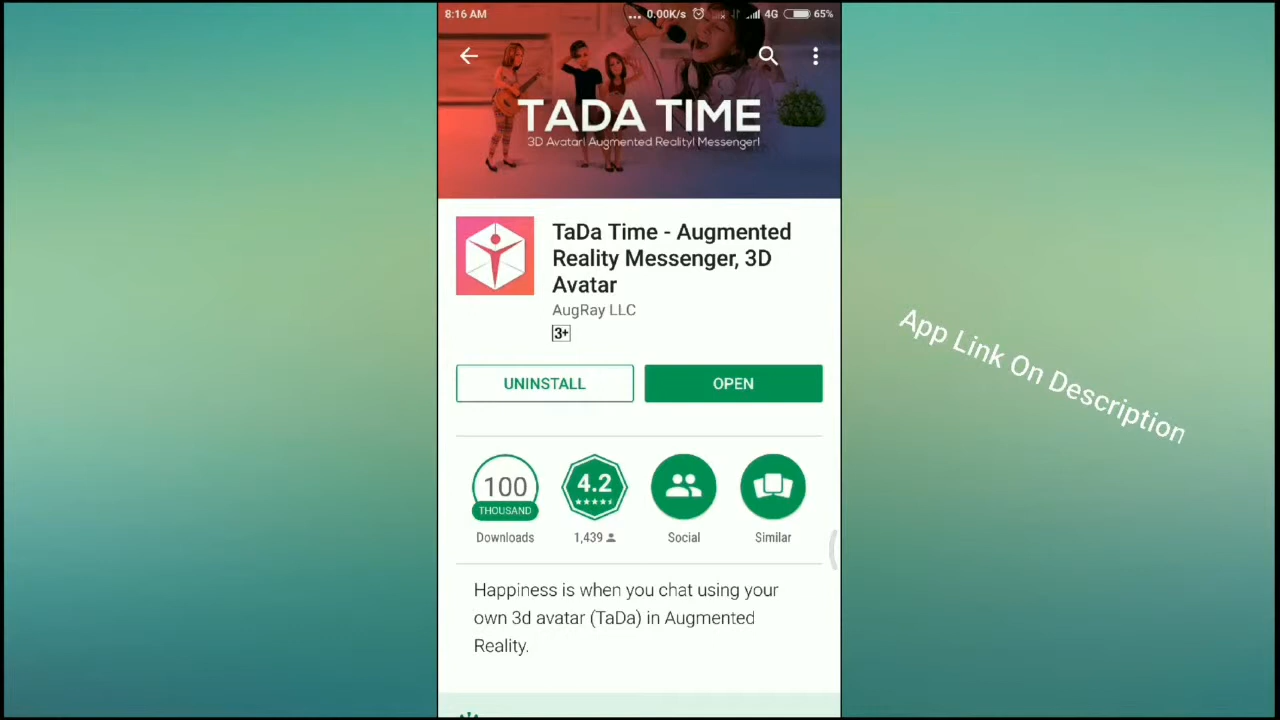 8:16 AM ... 0.00K/s 4G 65%
TADA TIME
3D Avatar! Augmented Reality! Messenger!
TaDa Time - Augmented
Reality Messenger, 3D
Avatar
AugRay LLC
3+
UNINSTALL OPEN
100 4.2
THOUSAND
Downloads 1,439 Social Similar
Happiness is when you chat using your
own 3d avatar (TaDa) in Augmented
Reality.
App Link On Description